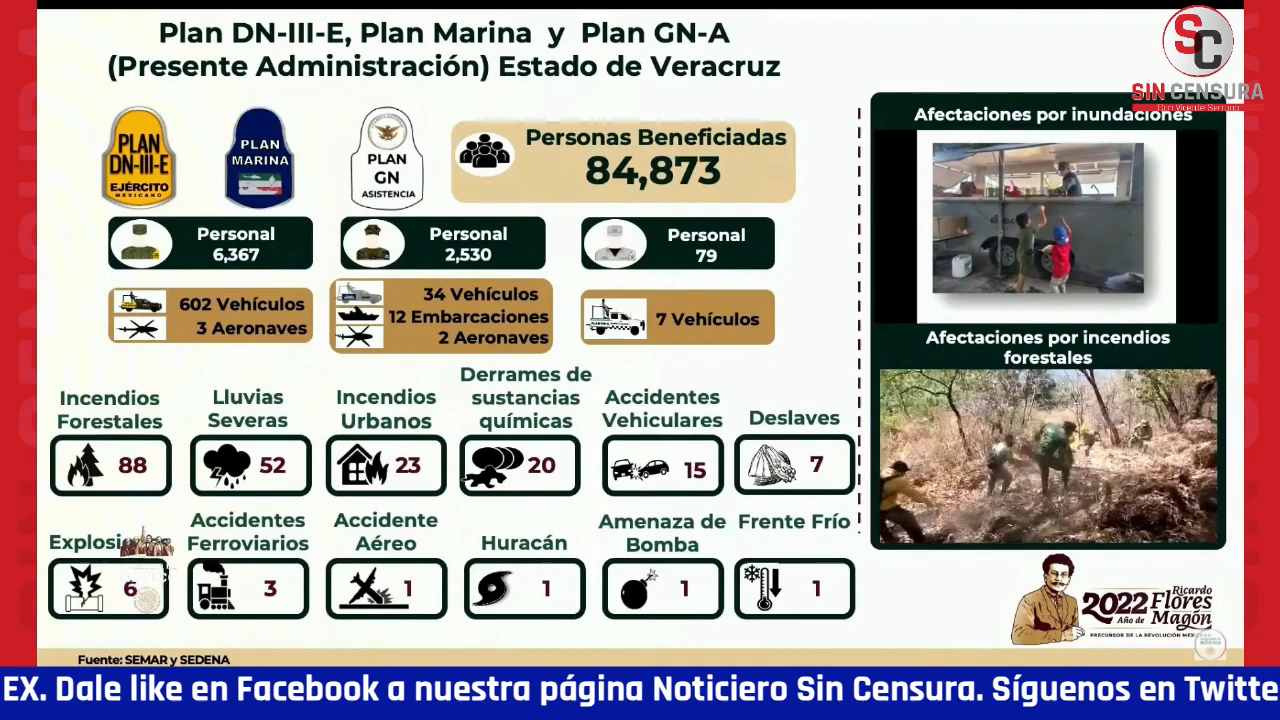 Plan DN-III-E, Plan Marina y Plan GN-A
(Presente Administración) Estado de Veracruz
SC
SIN CENSURA
Con Vicente Serrano
PLAN
DN-III-E
EJÉRCITO
MEXICANO
PLAN
MARINA
PLAN
GN
ASISTENCIA
Personas Beneficiadas
84,873
Personal
6,367
Personal
2,530
Personal
79
602 Vehículos
3 Aeronaves
34 Vehículos
12 Embarcaciones
2 Aeronaves
7 Vehículos
Afectaciones por inundaciones
Afectaciones por incendios
forestales
Incendios
Forestales
88
Lluvias
Severas
52
Incendios
Urbanos
23
Derrames de
sustancias
químicas
20
Accidentes
Vehiculares
15
Deslaves
7
6
Accidentes
Ferroviarios
3
Accidente
Aéreo
1
Huracán
1
Amenaza de
Bomba
1
Frente Frío
1
2022 Ricardo
Flores
Año de Magón
PRECURSOR DE LA REVOLUCIÓN
Fuente: SEMAR y SEDENA
EX. Dale like en Facebook a nuestra página Noticiero Sin Censura. Síguenos en Twitte